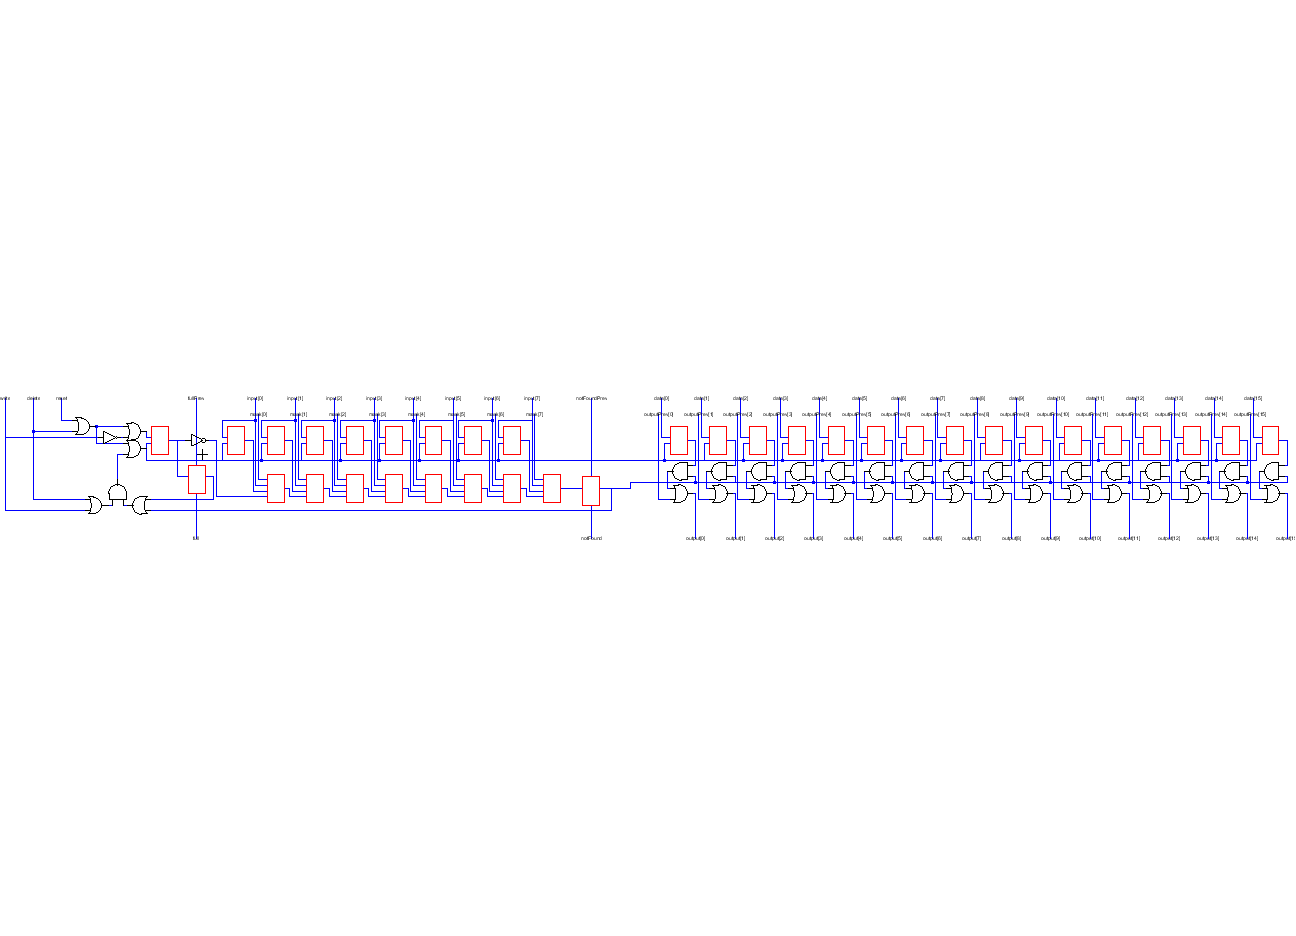 delete reset fullPrev input[0] input[1] input[2] input[3] input[4] input[5] input[6] input[7] notFoundPrev data[0] data[1] data[2] data[3] data[4] data[5] data[6] data[7] data[8] data[9] data[10] data[11] data[12] data[13] data[14] data[15]
mask[0] mask[1] mask[2] mask[3] mask[4] mask[5] mask[6] mask[7] outputPrev[0] outputPrev[1] outputPrev[2] outputPrev[3] outputPrev[4] outputPrev[5] outputPrev[6] outputPrev[7] outputPrev[8] outputPrev[9] outputPrev[10] outputPrev[11] outputPrev[12] outputPrev[13] outputPrev[14] outputPrev[15]
full notFound output[0] output[1] output[2] output[3] output[4] output[5] output[6] output[7] output[8] output[9] output[10] output[11] output[12] output[13] output[14]